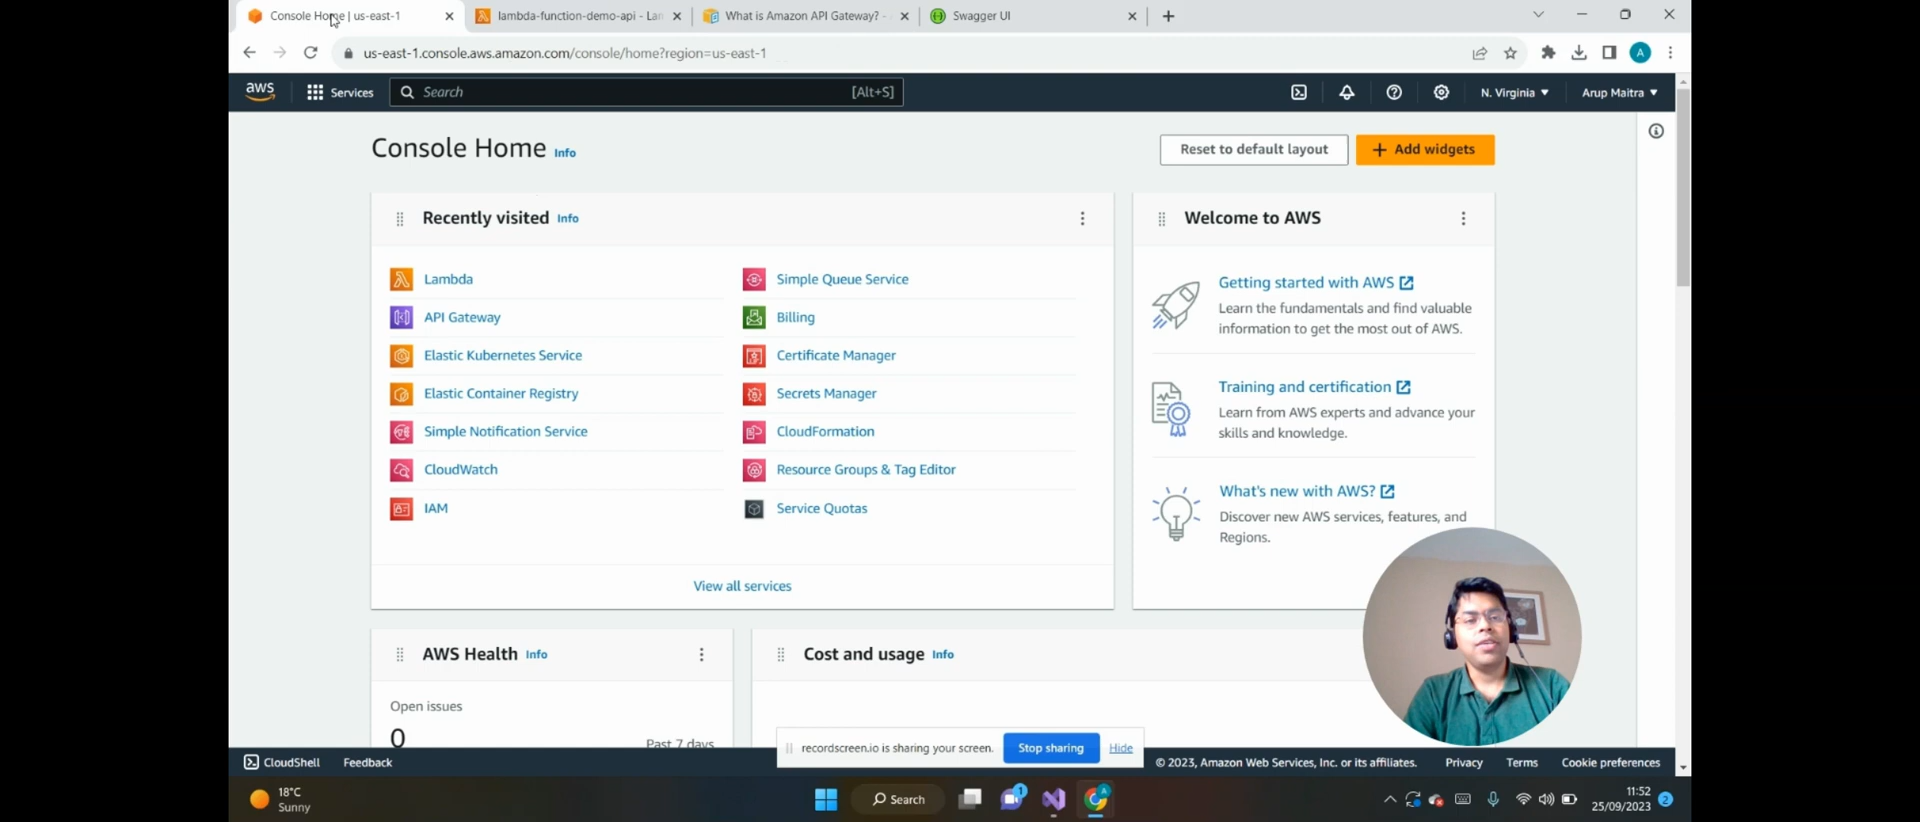 Console Home | us-east-1
lambda-function-demo-api - Lam
What is Amazon API Gateway? -
Swagger UI
us-east-1.console.aws.amazon.com/console/home?region=us-east-1
A
aws
Services
Search
[Alt+S]
N. Virginia
Arup Maitra
Console Home Info
Reset to default layout
+ Add widgets
Recently visited Info
Lambda
API Gateway
Elastic Kubernetes Service
Elastic Container Registry
Simple Notification Service
CloudWatch
IAM
Simple Queue Service
Billing
Certificate Manager
Secrets Manager
CloudFormation
Resource Groups & Tag Editor
Service Quotas
View all services
Welcome to AWS
Getting started with AWS
Learn the fundamentals and find valuable
information to get the most out of AWS.
Training and certification
Learn from AWS experts and advance your
skills and knowledge.
What's new with AWS?
Discover new AWS services, features, and
Regions.
AWS Health Info
Open issues
0
Past 7 days
Cost and usage Info
recordscreen.io is sharing your screen.
Stop sharing
Hide
CloudShell
Feedback
© 2023, Amazon Web Services, Inc. or its affiliates.
Privacy
Terms
Cookie preferences
18°C
Sunny
Search
1
11:52
25/09/2023
2